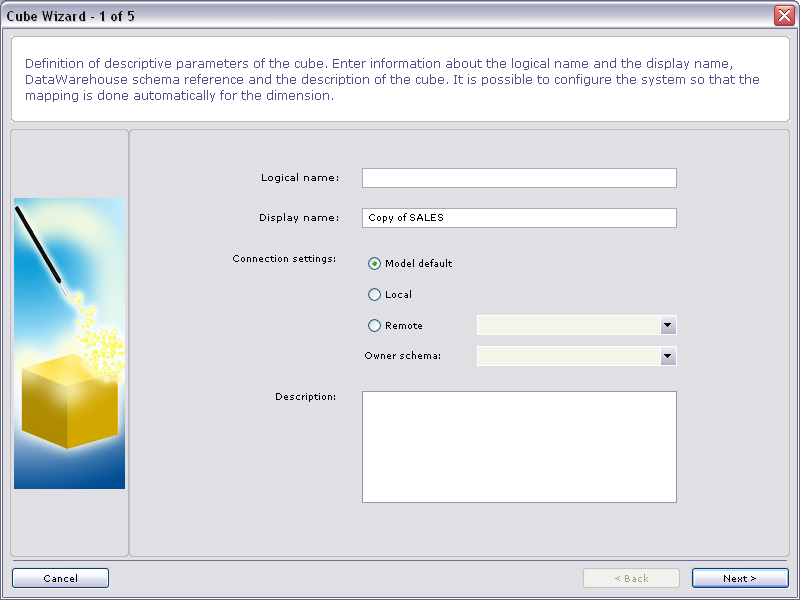 Cube Wizard - 1 of 5
Definition of descriptive parameters of the cube. Enter information about the logical name and the display name,
DataWarehouse schema reference and the description of the cube. It is possible to configure the system so that the
mapping is done automatically for the dimension.
Logical name:
Display name: Copy of SALES
Connection settings: Model default
Local
Remote
Owner schema:
Description:
Cancel < Back Next >